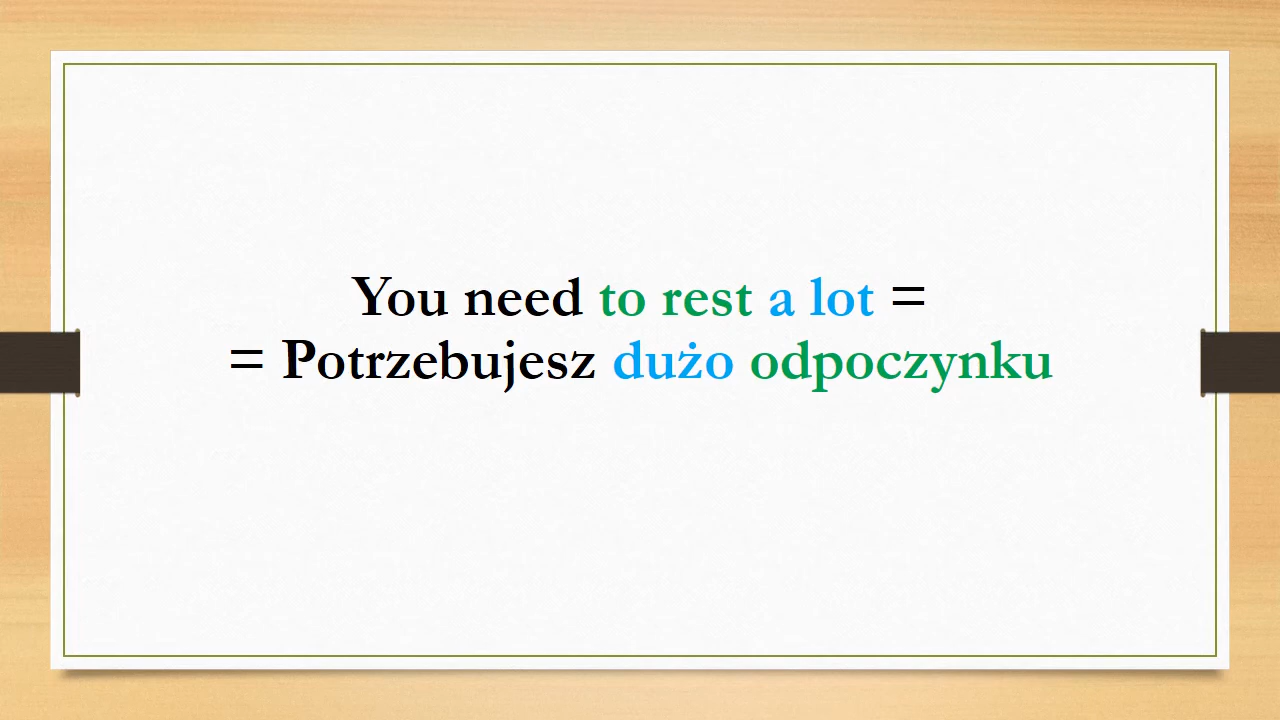 You need to rest a lot =
= Potrzebujesz dużo odpoczynku